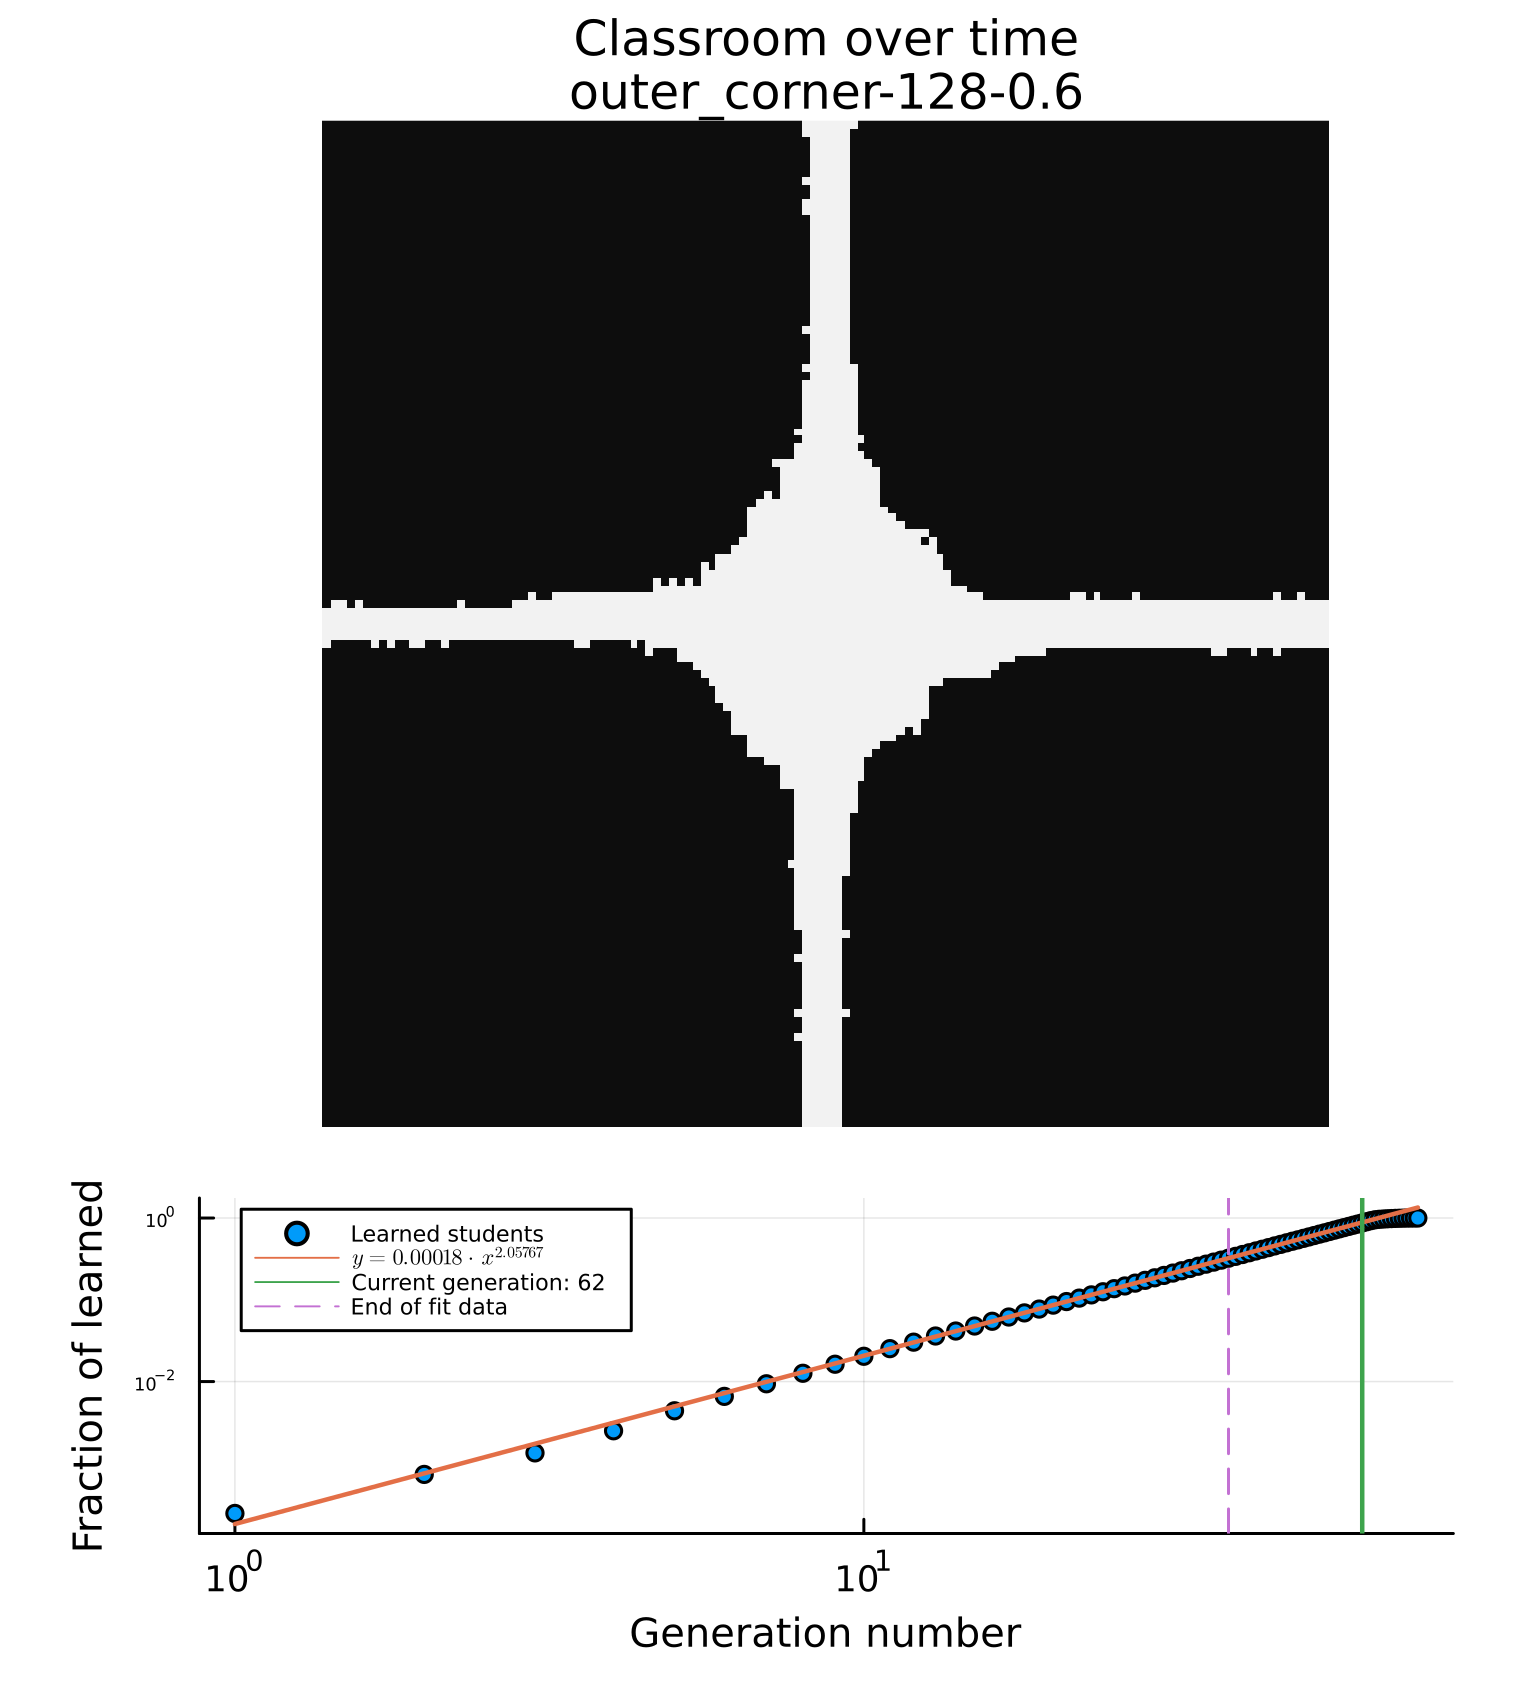 Classroom over time
outer_corner-128-0.6
Fraction of learned
10^0
10^-2
Learned students
y = 0.00018 · x^2.05767
Current generation: 62
End of fit data
10^0
10^1
Generation number